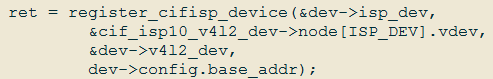 ret = register_cifisp_device(&dev->isp_dev,
&cif_isp10_v4l2_dev->node[ISP_DEV].vdev,
&dev->v4l2_dev,
dev->config.base_addr);